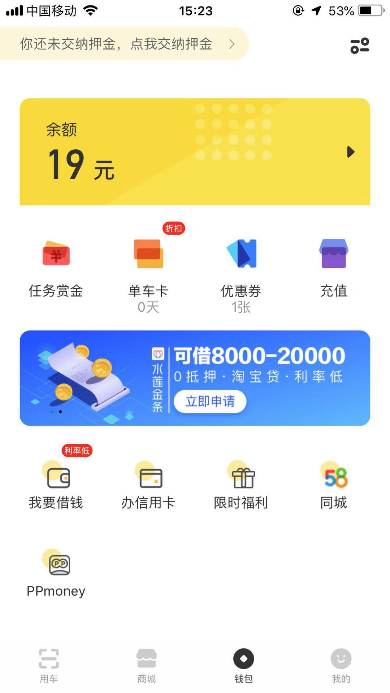 中国移动
15:23
53%
你还未交纳押金，点我交纳押金
余额
19 元
折扣
任务赏金
单车卡
优惠券
充值
0天
1张
水莲金条
可借8000-20000
0抵押·淘宝贷·利率低
立即申请
利率低
我要借钱
办信用卡
限时福利
58
同城
PPmoney
用车
商城
钱包
我的